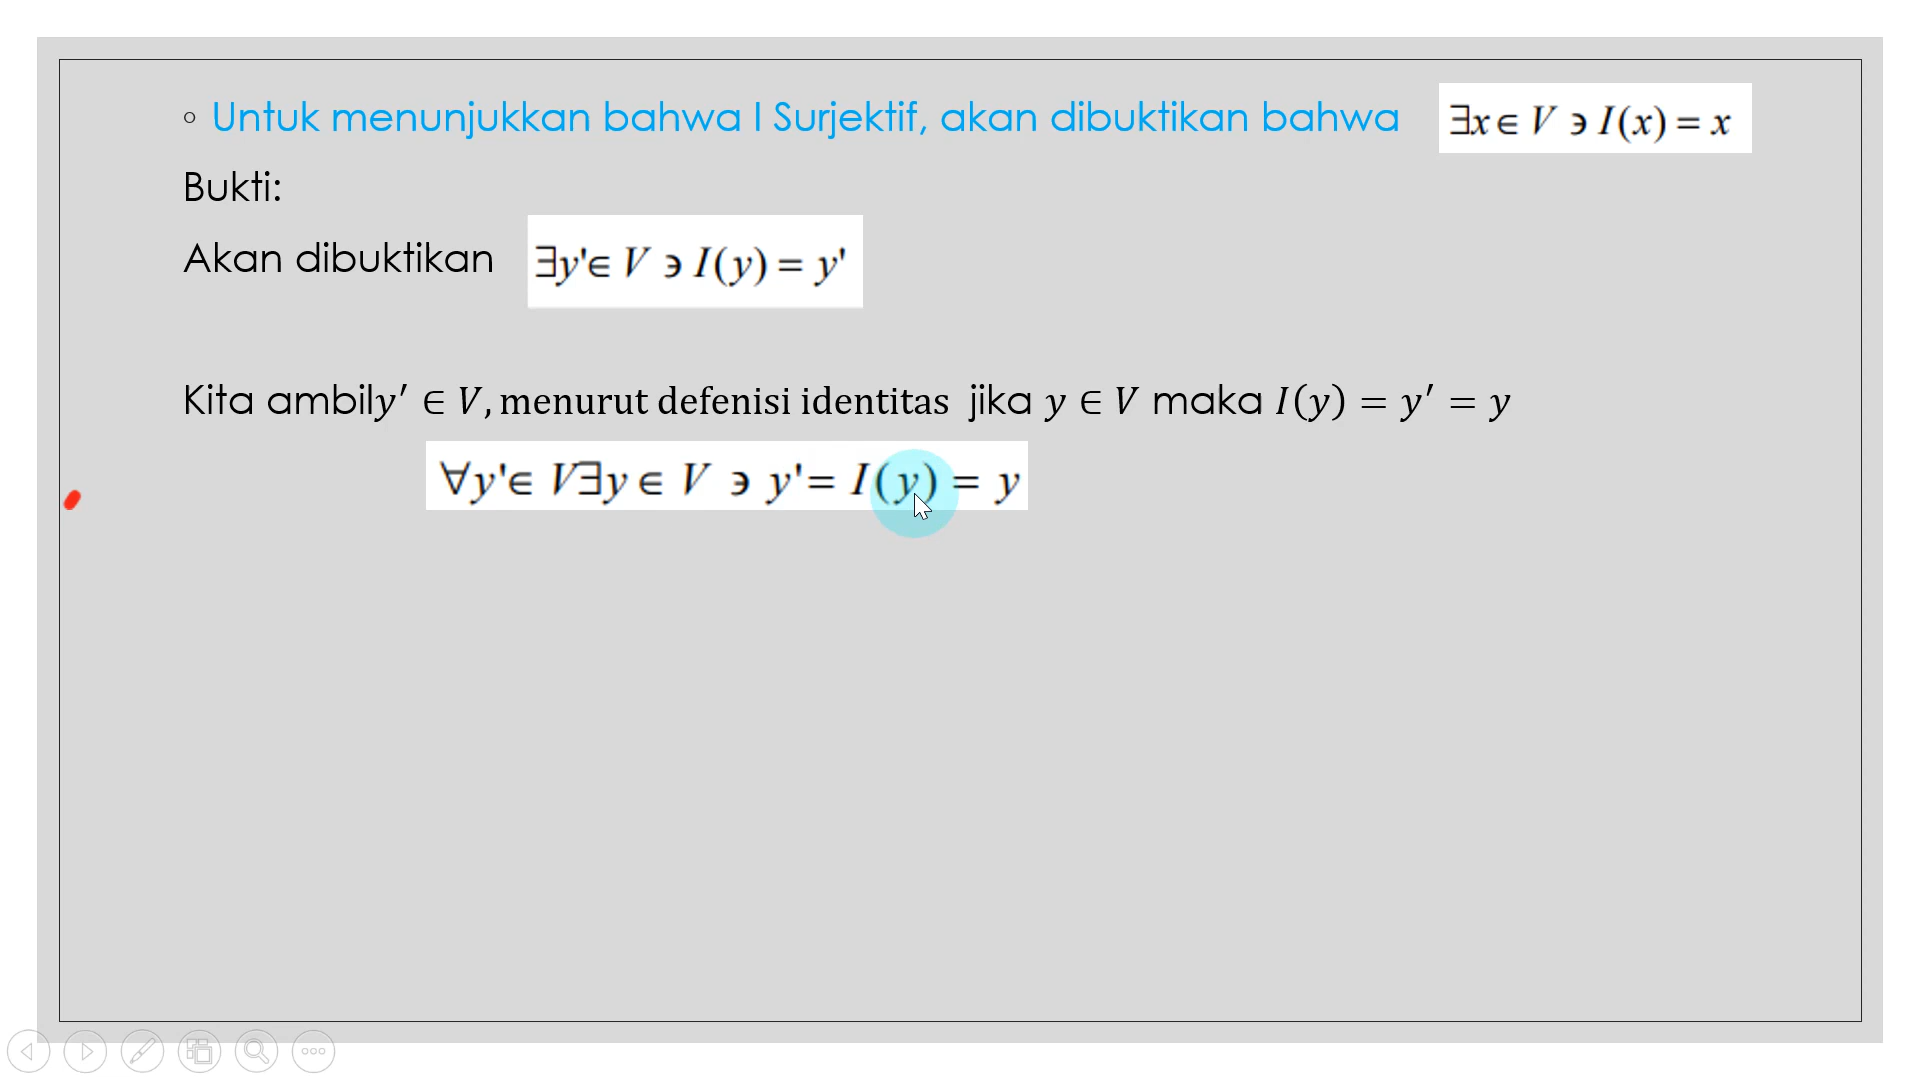 ◦ Untuk menunjukkan bahwa I Surjektif, akan dibuktikan bahwa ∃x∈ V ∋ I(x) = x
Bukti:
Akan dibuktikan ∃y'∈ V ∋ I(y) = y'
Kita ambily′ ∈ V, menurut defenisi identitas jika y ∈ V maka I(y) = y′ = y
∀y'∈ V∃y ∈ V ∋ y'= I(y) = y